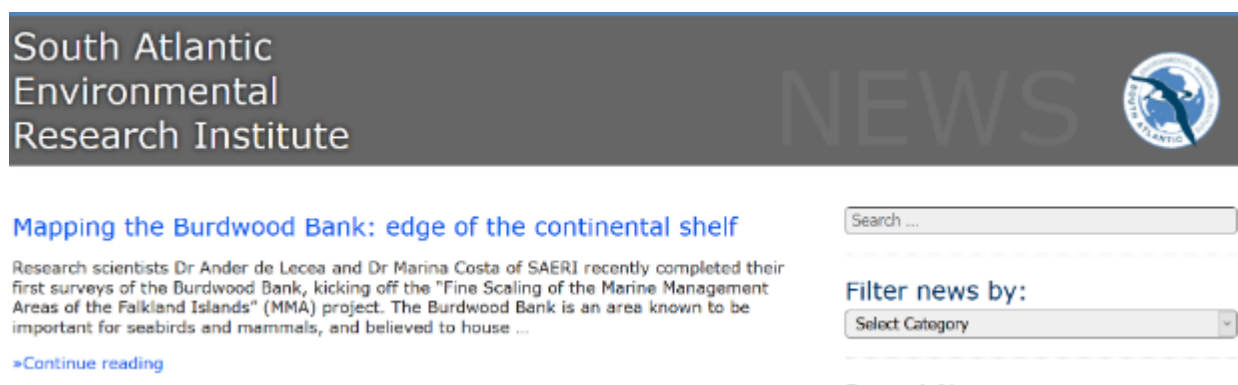 South Atlantic
Environmental
Research Institute
NEWS
SOUTH ATLANTIC
ENVIRONMENTAL RESEARCH
Mapping the Burdwood Bank: edge of the continental shelf
Research scientists Dr Ander de Lecea and Dr Marina Costa of SAERI recently completed their
first surveys of the Burdwood Bank, kicking off the "Fine Scaling of the Marine Management
Areas of the Falkland Islands" (MMA) project. The Burdwood Bank is an area known to be
important for seabirds and mammals, and believed to house ...
»Continue reading
Search ...
Filter news by:
Select Category